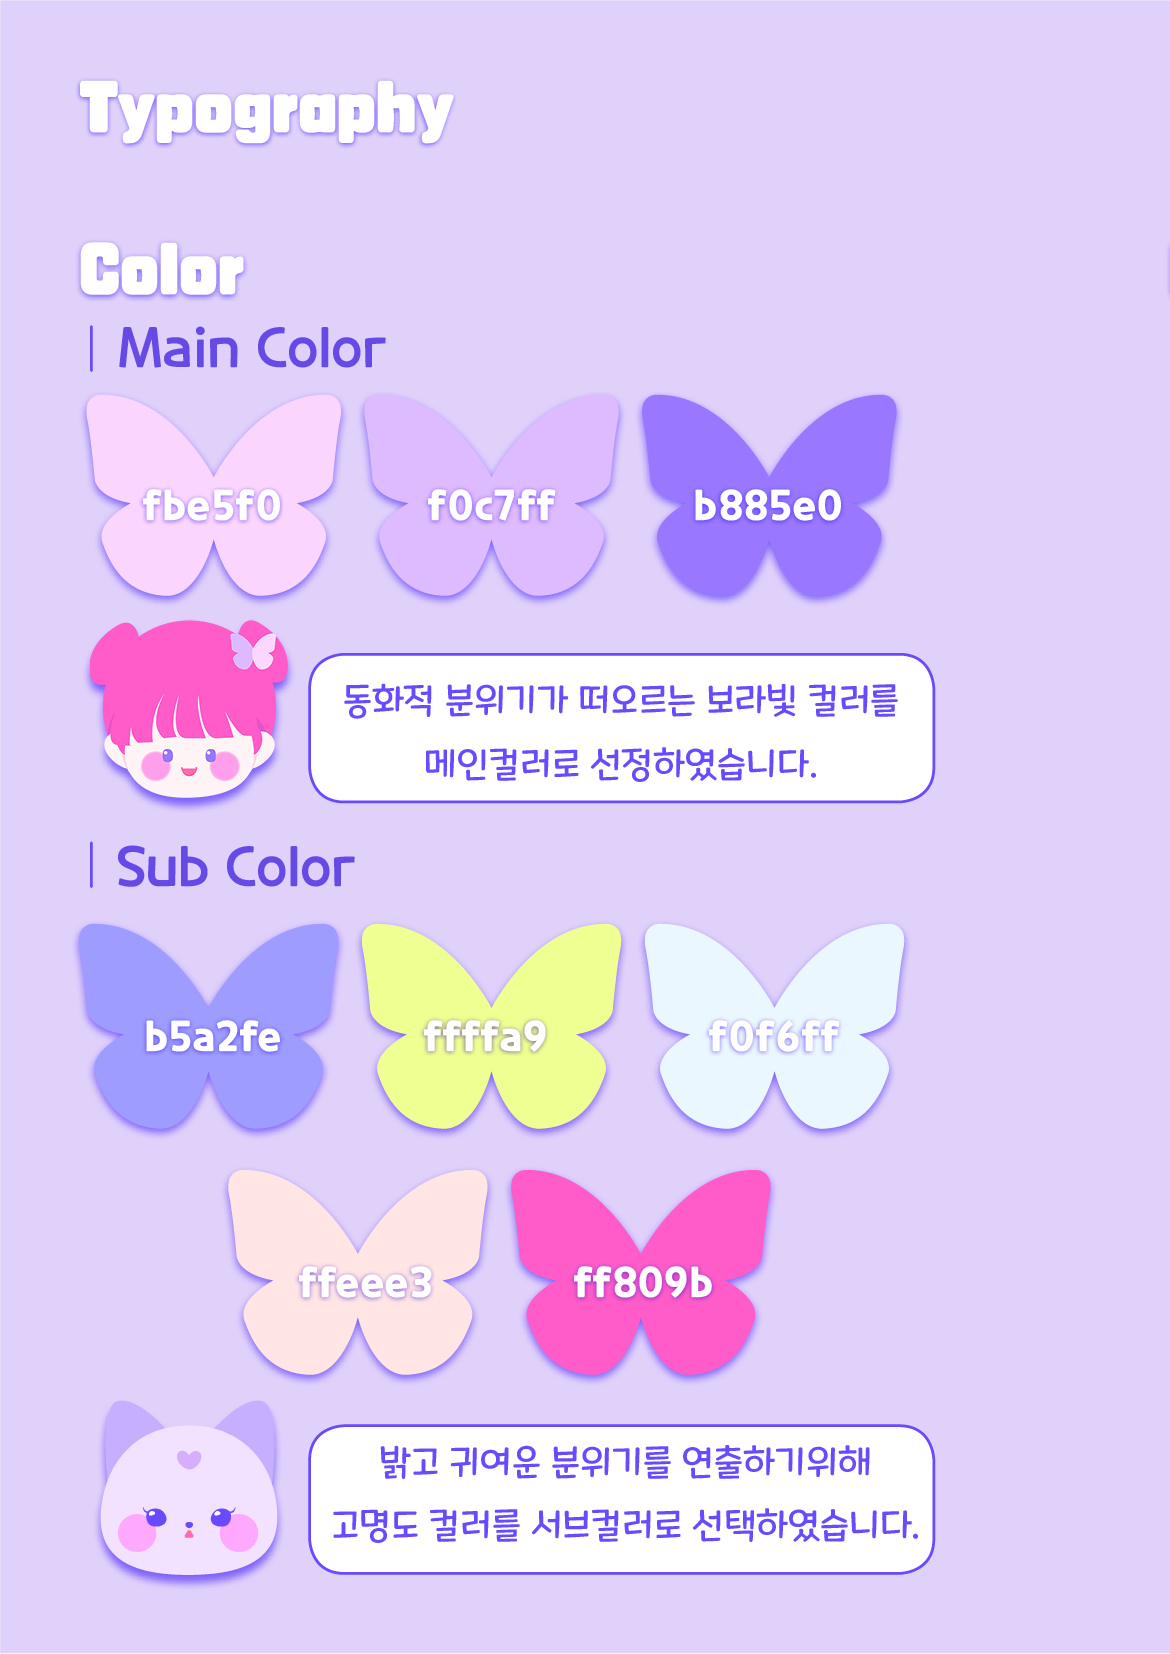 Typography
Color
Main Color
fbe5f0
f0c7ff
b885e0
동화적 분위기가 떠오르는 보라빛 컬러를
메인컬러로 선정하였습니다.
Sub Color
b5a2fe
ffffa9
f0f6ff
ffeee3
ff809b
밝고 귀여운 분위기를 연출하기위해
고명도 컬러를 서브컬러로 선택하였습니다.